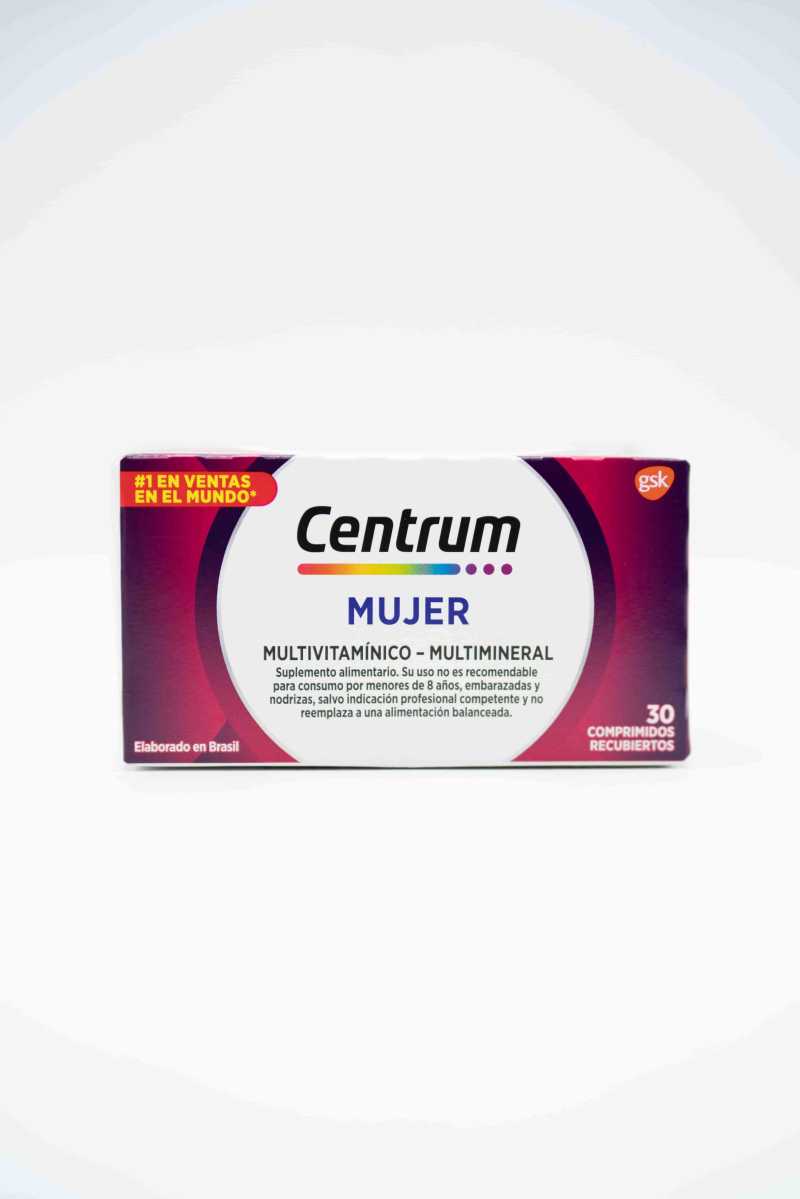 #1 EN VENTAS
EN EL MUNDO*
gsk
Centrum
MUJER
MULTIVITAMÍNICO – MULTIMINERAL
Suplemento alimentario. Su uso no es recomendable
para consumo por menores de 8 años, embarazadas y
nodrizas, salvo indicación profesional competente y no
reemplaza a una alimentación balanceada.
Elaborado en Brasil
30
COMPRIMIDOS
RECUBIERTOS